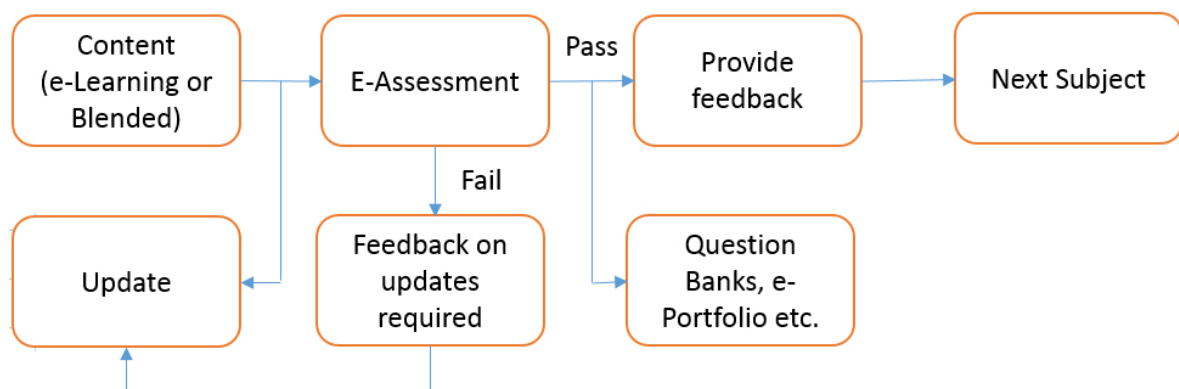 Content
(e-Learning or
Blended)
E-Assessment
Pass
Provide
feedback
Next Subject
Fail
Update
Feedback on
updates
required
Question
Banks, e-
Portfolio etc.